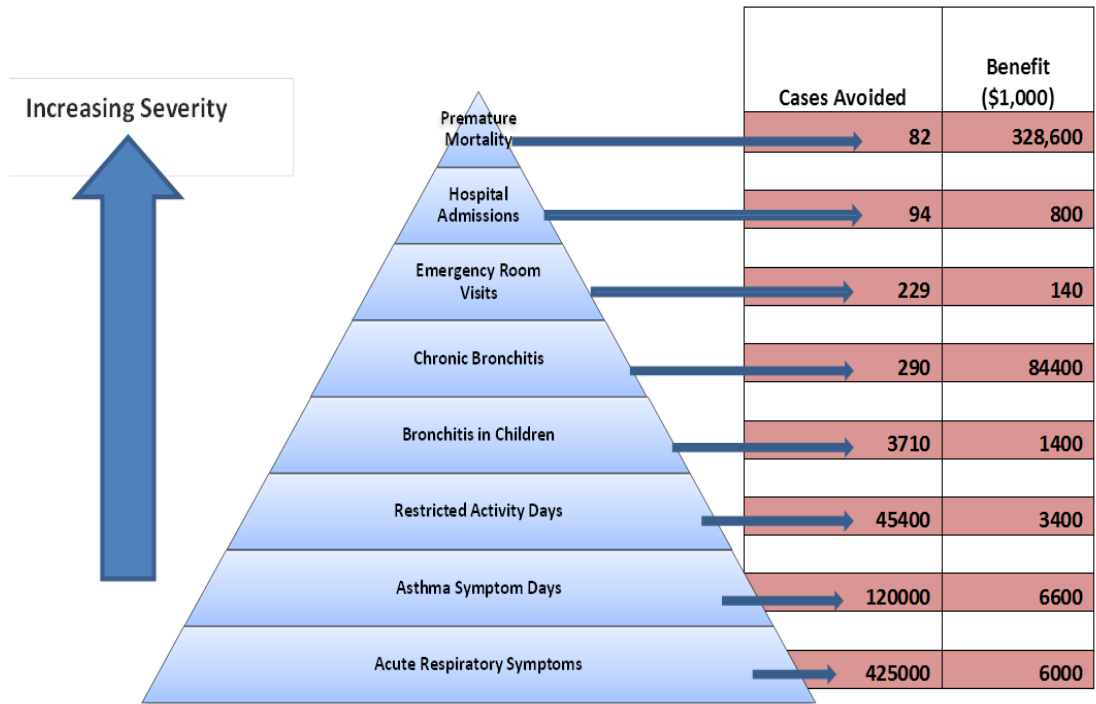 Increasing Severity
Cases Avoided
Benefit
($1,000)
Premature
Mortality
82
328,600
Hospital
Admissions
94
800
Emergency Room
Visits
229
140
Chronic Bronchitis
290
84400
Bronchitis in Children
3710
1400
Restricted Activity Days
45400
3400
Asthma Symptom Days
120000
6600
Acute Respiratory Symptoms
425000
6000